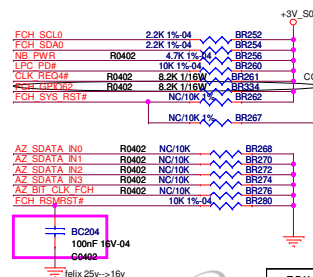 +3V_S0
FCH_SCL0 2.2K 1%-04 BR252
FCH_SDA0 2.2K 1%-04 BR254
NB_PWR R0402 4.7K 1%-04 BR256
LPC_PD# 10K 1%-04 BR260
CLK_REQ4# R0402 8.2K 1/16W BR261
FCH_GPIO62 R0402 8.2K 1/16W BR334
FCH_SYS_RST# NC/10K 1% BR262
NC/10K 1%-04 BR267
AZ_SDATA_IN0 R0402 NC/10K BR268
AZ_SDATA_IN1 R0402 NC/10K BR270
AZ_SDATA_IN2 R0402 NC/10K BR272
AZ_SDATA_IN3 R0402 NC/10K BR274
AZ_BIT_CLK_FCH R0402 NC/10K BR276
FCH_RSMRST# 10K 1%-04 BR280
BC204
100nF 16V-04
C0402
felix 25v-->16v